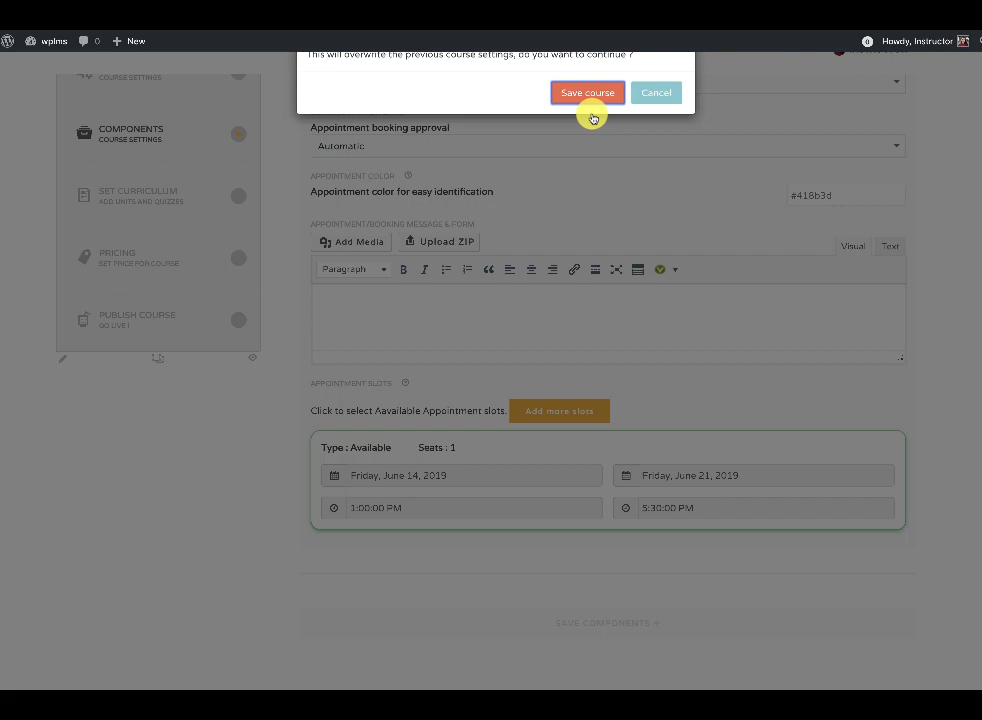 wplms 0 New 0 Howdy, Instructor
This will overwrite the previous course settings, do you want to continue ?
Save course Cancel
COURSE SETTINGS
COMPONENTS
COURSE SETTINGS
SET CURRICULUM
ADD UNITS AND QUIZZES
PRICING
SET PRICE FOR COURSE
PUBLISH COURSE
GO LIVE !
Appointment booking approval
Automatic
APPOINTMENT COLOR
Appointment color for easy identification #418b3d
APPOINTMENT/BOOKING MESSAGE & FORM
Add Media Upload ZIP Visual Text
Paragraph B I
APPOINTMENT SLOTS
Click to select Aavailable Appointment slots. Add more slots
Type : Available Seats : 1
Friday, June 14, 2019 Friday, June 21, 2019
1:00:00 PM 5:30:00 PM
SAVE COMPONENTS +